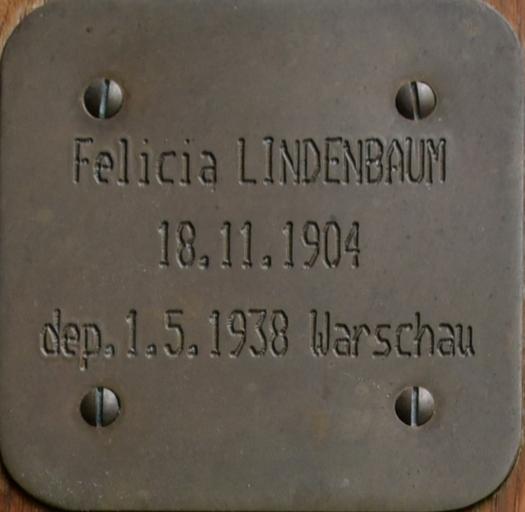 Felicia LINDENBAUM
18.11.1904
dep.1.5.1938 Warschau